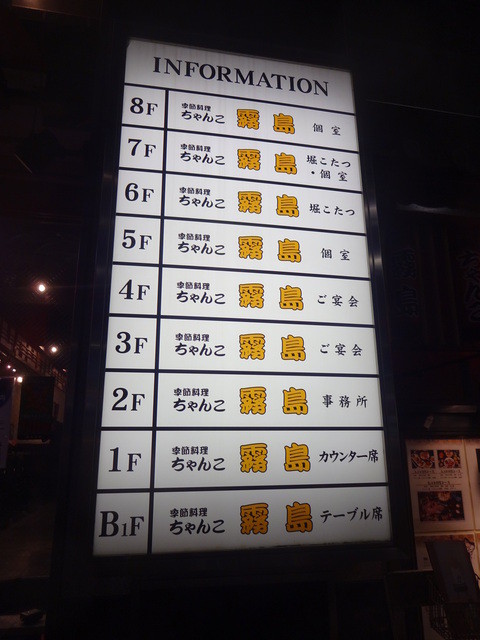 INFORMATION
8F 季節料理 ちゃんこ 霧島 個室
7F 季節料理 ちゃんこ 霧島 堀こたつ・個室
6F 季節料理 ちゃんこ 霧島 堀こたつ
5F 季節料理 ちゃんこ 霧島 個室
4F 季節料理 ちゃんこ 霧島 ご宴会
3F 季節料理 ちゃんこ 霧島 ご宴会
2F 季節料理 ちゃんこ 霧島 事務所
1F 季節料理 ちゃんこ 霧島 カウンター席
B1F 季節料理 ちゃんこ 霧島 テーブル席